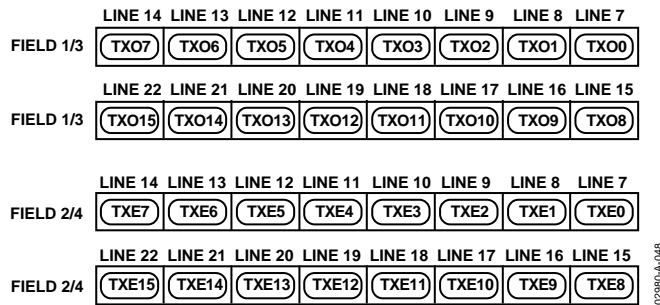 LINE 14 LINE 13 LINE 12 LINE 11 LINE 10 LINE 9 LINE 8 LINE 7
FIELD 1/3 TXO7 TXO6 TXO5 TXO4 TXO3 TXO2 TXO1 TXO0
LINE 22 LINE 21 LINE 20 LINE 19 LINE 18 LINE 17 LINE 16 LINE 15
FIELD 1/3 TXO15 TXO14 TXO13 TXO12 TXO11 TXO10 TXO9 TXO8
LINE 14 LINE 13 LINE 12 LINE 11 LINE 10 LINE 9 LINE 8 LINE 7
FIELD 2/4 TXE7 TXE6 TXE5 TXE4 TXE3 TXE2 TXE1 TXE0
LINE 22 LINE 21 LINE 20 LINE 19 LINE 18 LINE 17 LINE 16 LINE 15
FIELD 2/4 TXE15 TXE14 TXE13 TXE12 TXE11 TXE10 TXE9 TXE8
02980-A-048